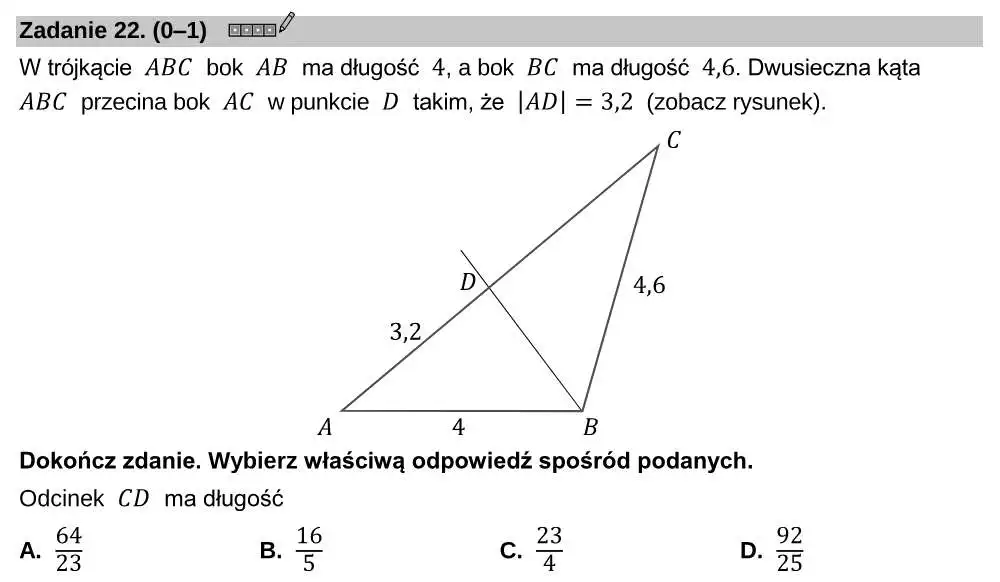 Zadanie 22. (0–1)
W trójkącie ABC bok AB ma długość 4, a bok BC ma długość 4,6. Dwusieczna kąta
ABC przecina bok AC w punkcie D takim, że |AD| = 3,2 (zobacz rysunek).
C
D
4,6
3,2
A
4
B
Dokończ zdanie. Wybierz właściwą odpowiedź spośród podanych.
Odcinek CD ma długość
A. 64/23 B. 16/5 C. 23/4 D. 92/25